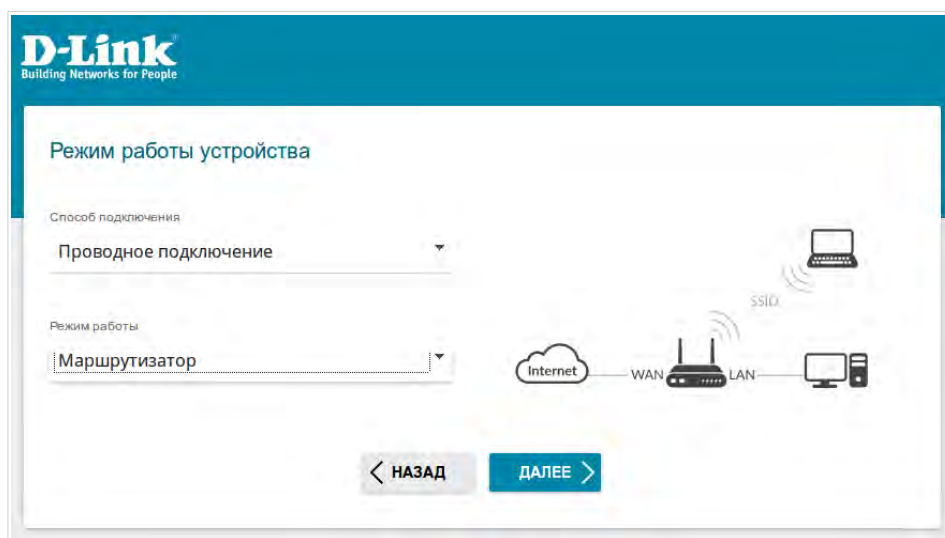 D-Link
Building Networks for People
Режим работы устройства
Способ подключения
Проводное подключение
Режим работы
Маршрутизатор
SSID
Internet
WAN
LAN
НАЗАД
ДАЛЕЕ